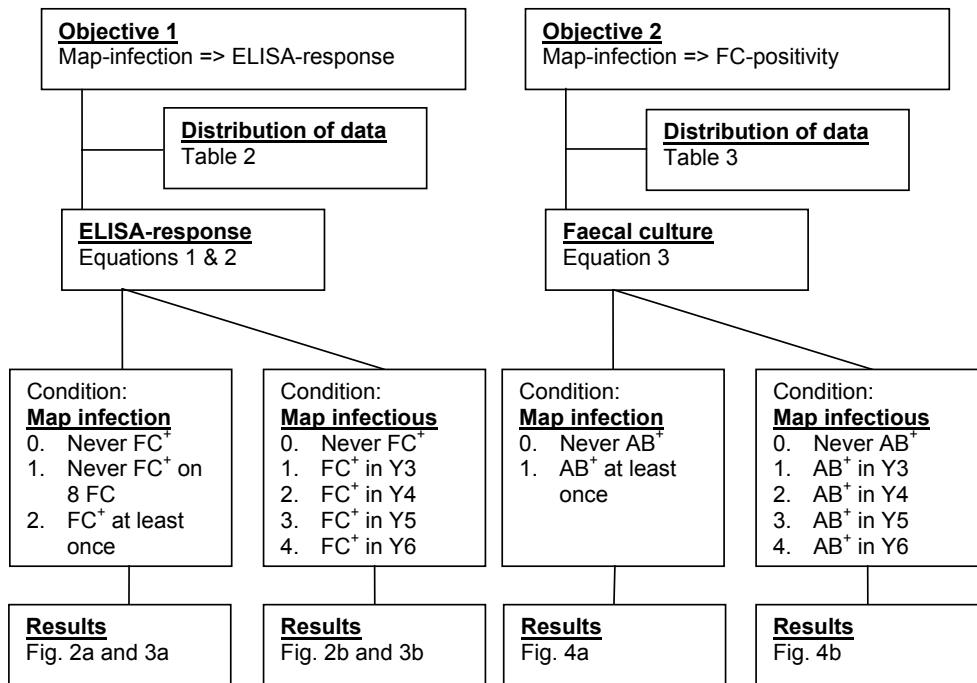 Objective 1
Map-infection => ELISA-response
Objective 2
Map-infection => FC-positivity
Distribution of data
Table 2
Distribution of data
Table 3
ELISA-response
Equations 1 & 2
Faecal culture
Equation 3
Condition:
Map infection
0. Never FC⁺
1. Never FC⁺ on
8 FC
2. FC⁺ at least
once
Condition:
Map infectious
0. Never FC⁺
1. FC⁺ in Y3
2. FC⁺ in Y4
3. FC⁺ in Y5
4. FC⁺ in Y6
Condition:
Map infection
0. Never AB⁺
1. AB⁺ at least
once
Condition:
Map infectious
0. Never AB⁺
1. AB⁺ in Y3
2. AB⁺ in Y4
3. AB⁺ in Y5
4. AB⁺ in Y6
Results
Fig. 2a and 3a
Results
Fig. 2b and 3b
Results
Fig. 4a
Results
Fig. 4b